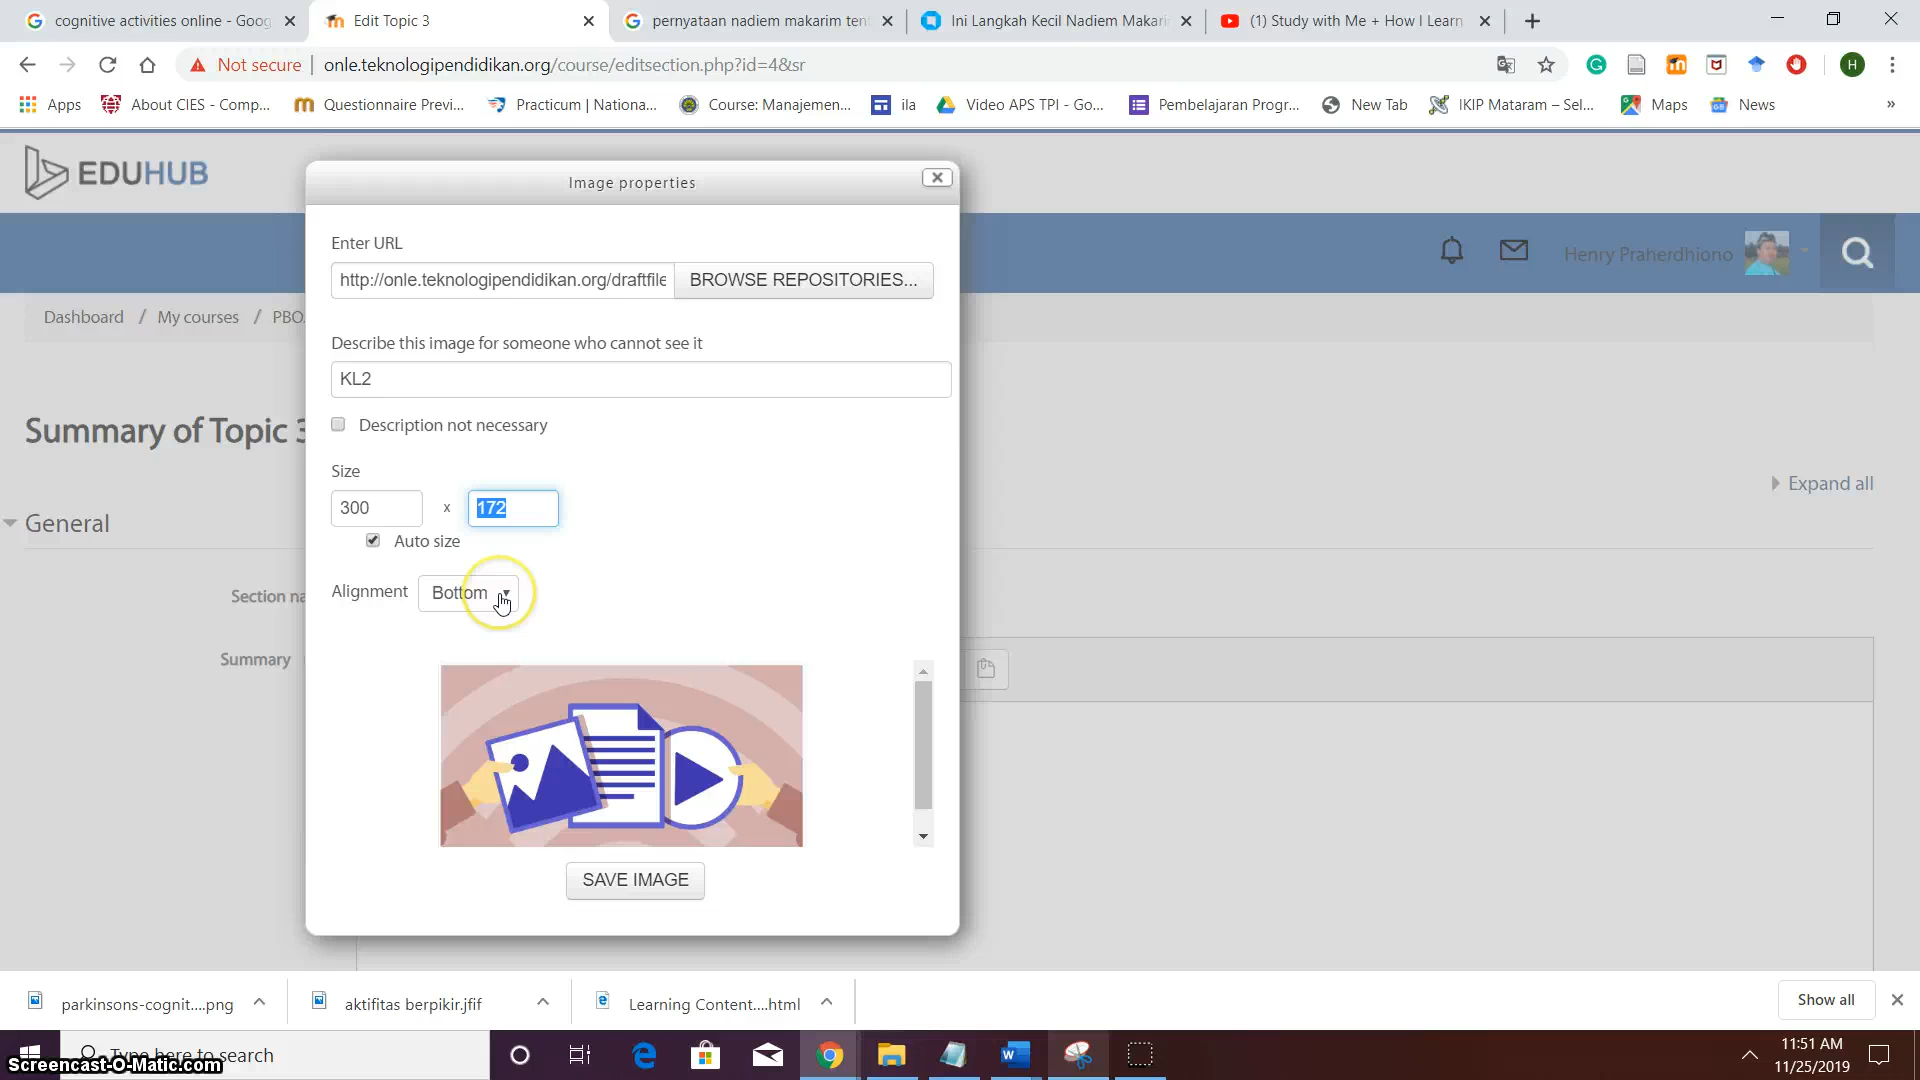 cognitive activities online - Goog
Edit Topic 3
pernyataan nadiem makarim tent
Ini Langkah Kecil Nadiem Makari
(1) Study with Me + How I Learn
Not secure
onle.teknologipendidikan.org/course/editsection.php?id=4&sr
H
Apps
About CIES - Comp...
Questionnaire Previ...
Practicum | Nationa...
Course: Manajemen...
ila
Video APS TPI - Go...
Pembelajaran Progr...
New Tab
IKIP Mataram – Sel...
Maps
News
»
EDUHUB
Image properties
Enter URL
http://onle.teknologipendidikan.org/draftfile
BROWSE REPOSITORIES...
Henry Praherdhiono
Dashboard / My courses / PBO
Describe this image for someone who cannot see it
KL2
Description not necessary
Summary of Topic 3
Size
300 x 172
Auto size
Expand all
General
Alignment
Bottom
Section na
Summary
SAVE IMAGE
parkinsons-cognit....png
aktifitas berpikir.jfif
Learning Content....html
Show all
Type here to search
Screencast-O-Matic.com
11:51 AM
11/25/2019